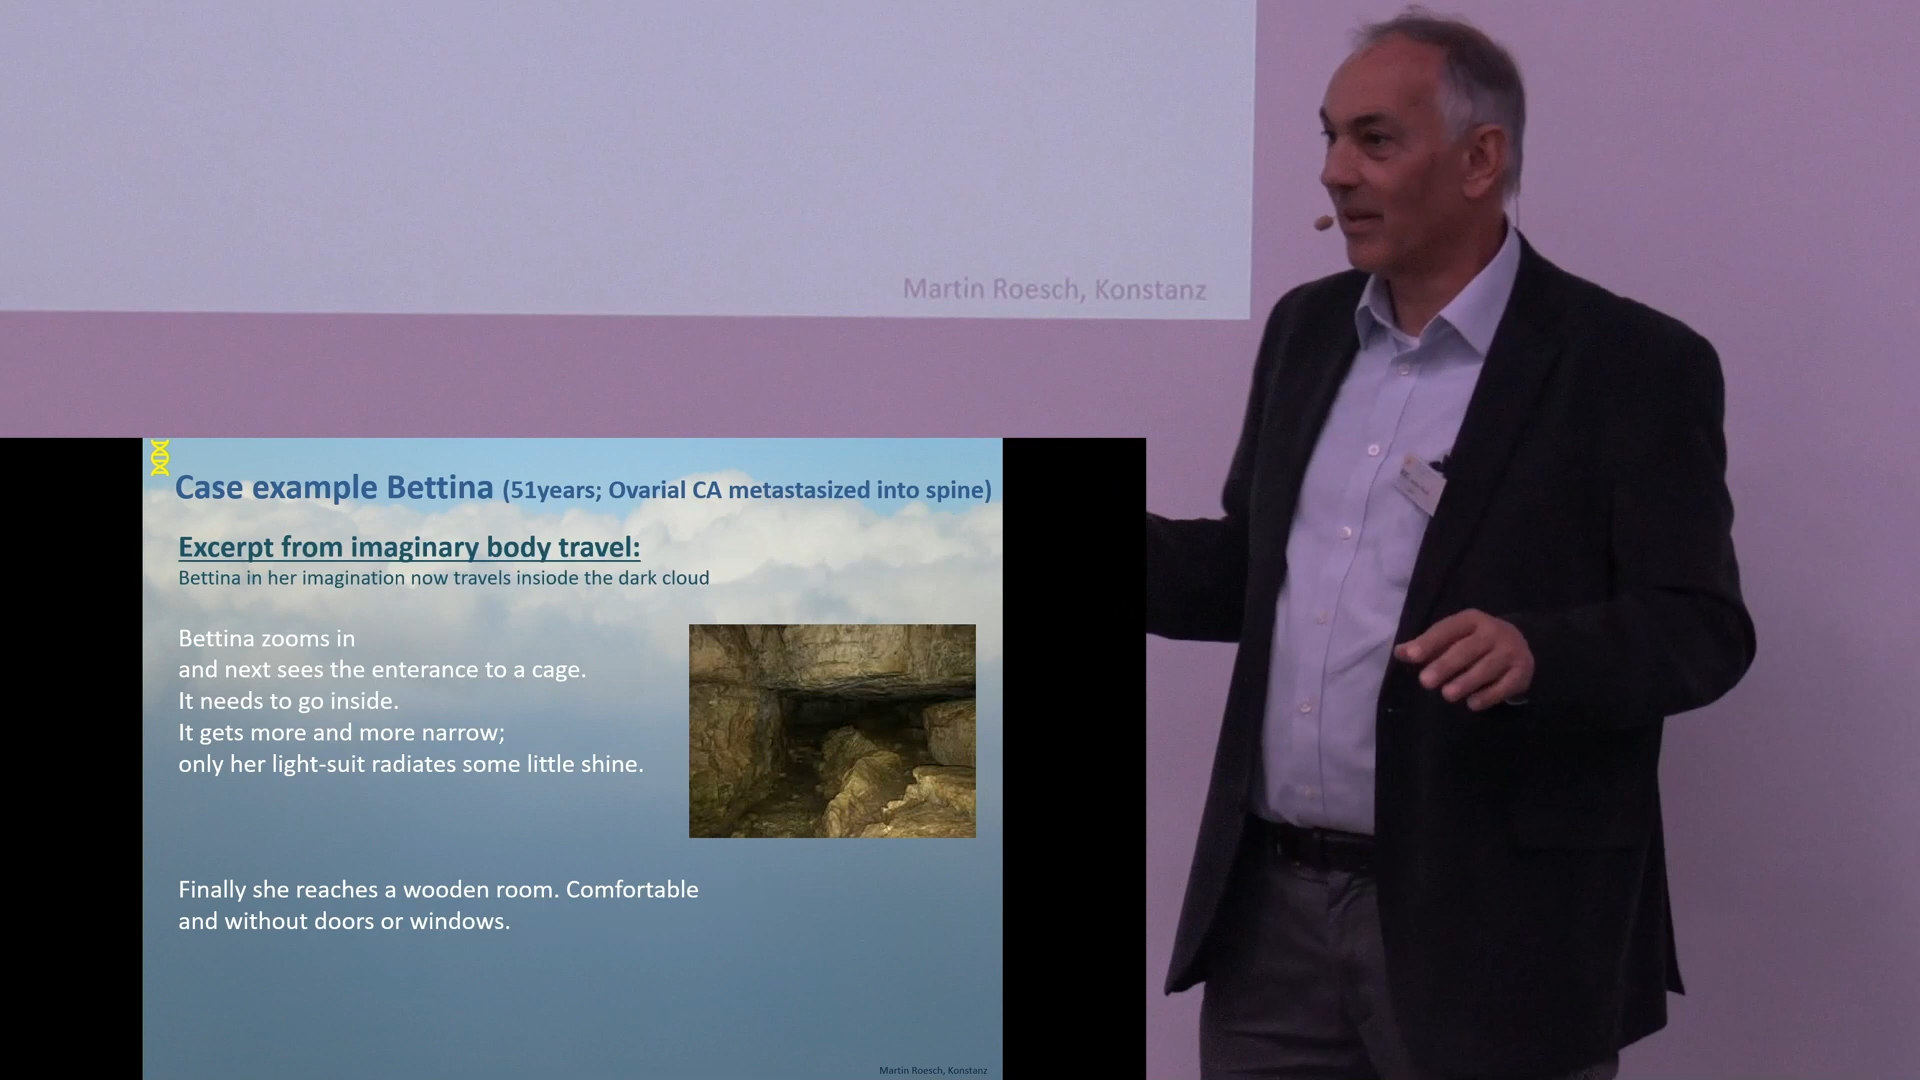 Martin Roesch, Konstanz
Case example Bettina (51years; Ovarial CA metastasized into spine)
Excerpt from imaginary body travel:
Bettina in her imagination now travels insiode the dark cloud
Bettina zooms in
and next sees the enterance to a cage.
It needs to go inside.
It gets more and more narrow;
only her light-suit radiates some little shine.
Finally she reaches a wooden room. Comfortable
and without doors or windows.
Martin Roesch, Konstanz